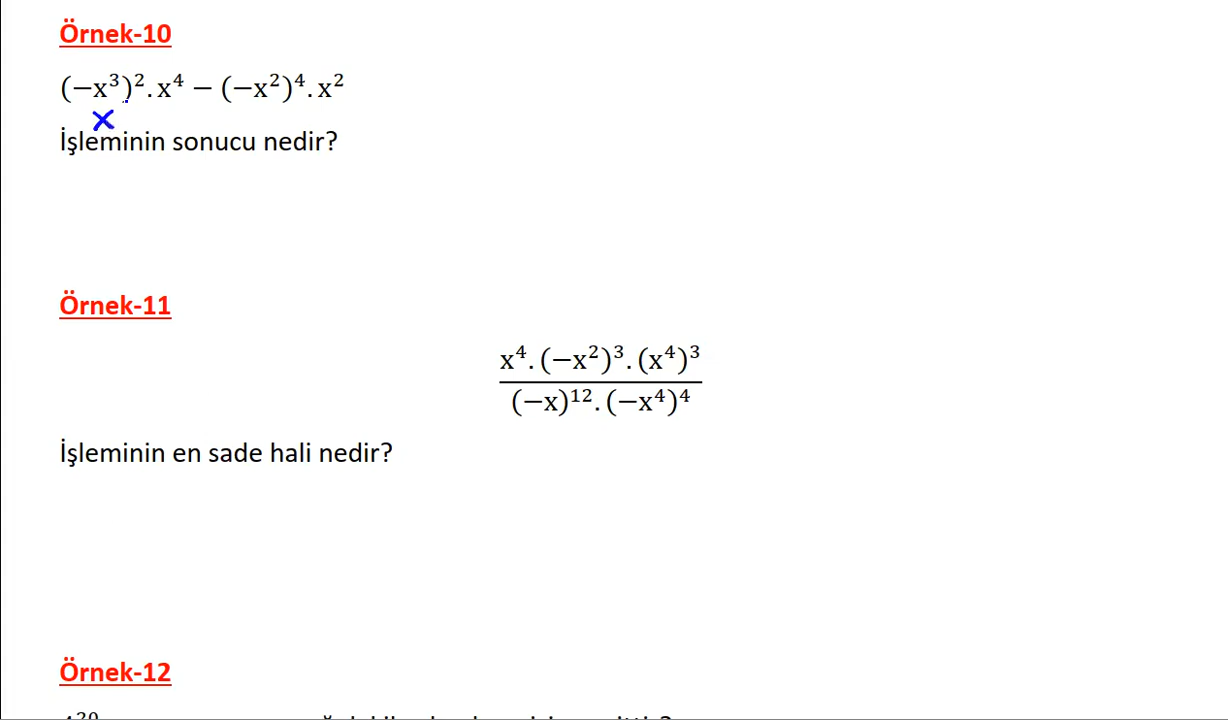 Örnek-10
(−x³)².x⁴ − (−x²)⁴.x²
x
İşleminin sonucu nedir?
Örnek-11
x⁴.(−x²)³.(x⁴)³
(−x)¹².(−x⁴)⁴
İşleminin en sade hali nedir?
Örnek-12